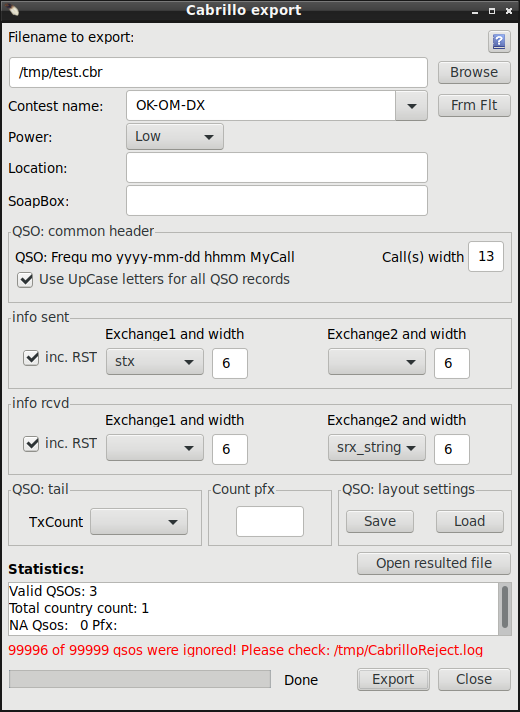 Cabrillo export
Filename to export:
?
/tmp/test.cbr
Browse
Contest name:
OK-OM-DX
Frm Flt
Power:
Low
Location:
SoapBox:
QSO: common header
QSO: Frequ mo yyyy-mm-dd hhmm MyCall
Call(s) width
13
Use UpCase letters for all QSO records
info sent
Exchange1 and width
Exchange2 and width
inc. RST
stx
6
6
info rcvd
Exchange1 and width
Exchange2 and width
inc. RST
6
srx_string
6
QSO: tail
Count pfx
QSO: layout settings
TxCount
Save
Load
Open resulted file
Statistics:
Valid QSOs: 3
Total country count: 1
NA Qsos:   0 Pfx:
99996 of 99999 qsos were ignored! Please check: /tmp/CabrilloReject.log
Done
Export
Close